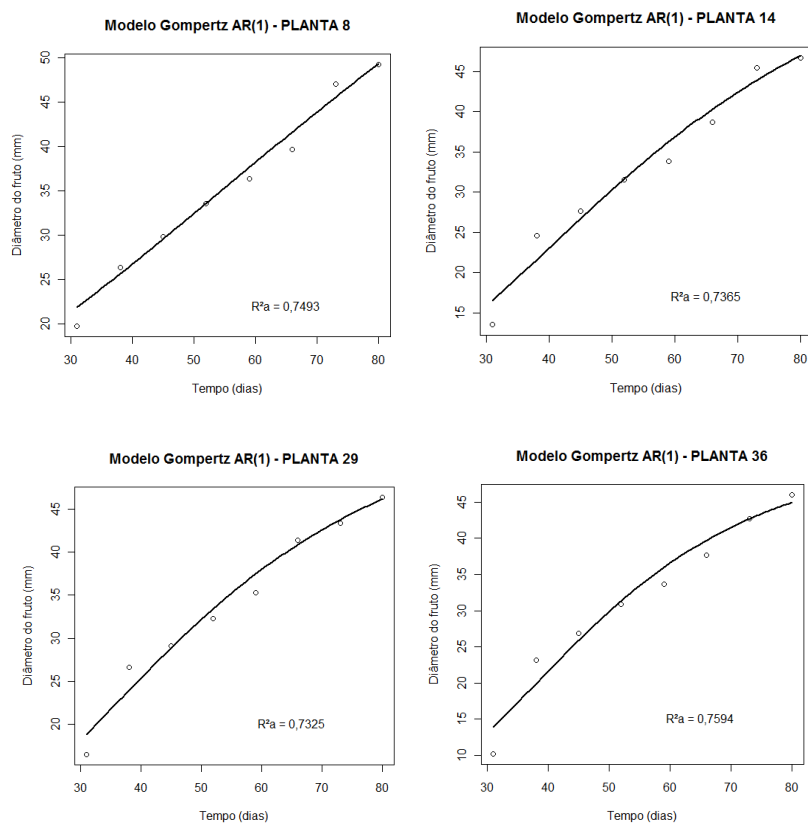 Modelo Gompertz AR(1) - PLANTA 8
Diâmetro do fruto (mm)
50
45
40
35
30
25
20
R²a = 0,7493
30 40 50 60 70 80
Tempo (dias)
Modelo Gompertz AR(1) - PLANTA 14
Diâmetro do fruto (mm)
45
40
35
30
25
20
15
R²a = 0,7365
30 40 50 60 70 80
Tempo (dias)
Modelo Gompertz AR(1) - PLANTA 29
Diâmetro do fruto (mm)
45
40
35
30
25
20
R²a = 0,7325
30 40 50 60 70 80
Tempo (dias)
Modelo Gompertz AR(1) - PLANTA 36
Diâmetro do fruto (mm)
45
40
35
30
25
20
15
10
R²a = 0,7594
30 40 50 60 70 80
Tempo (dias)